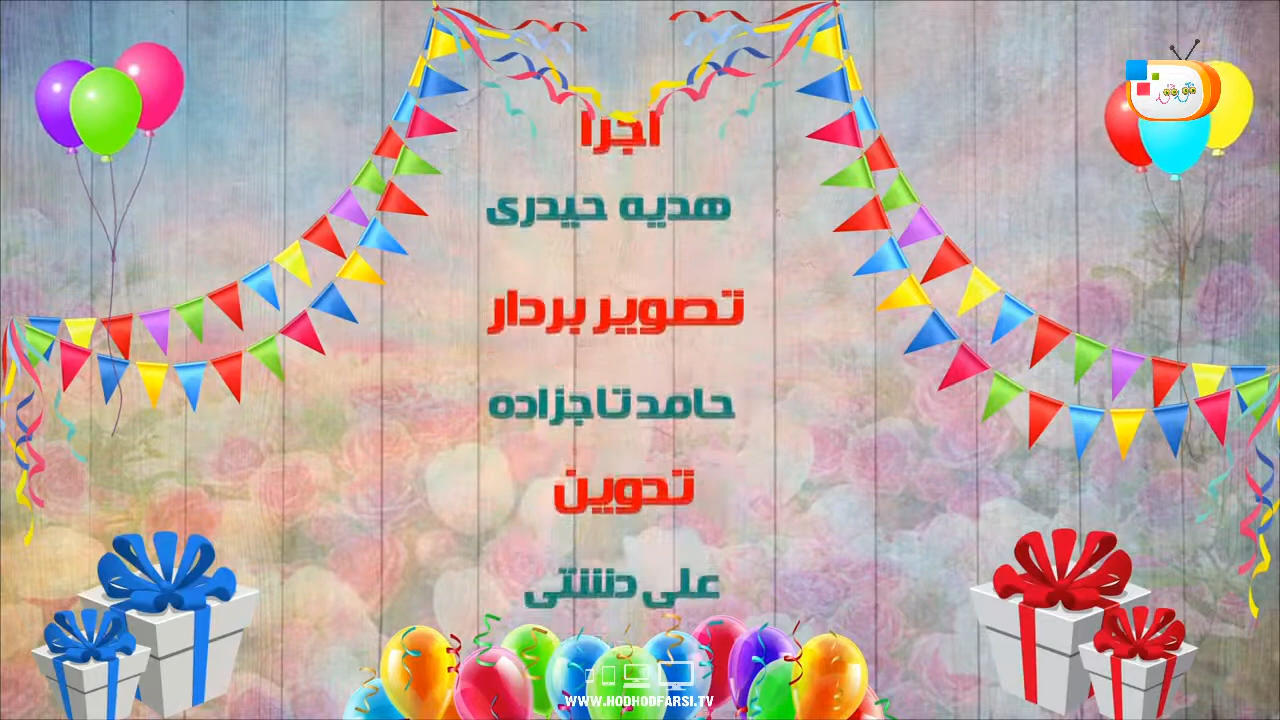 اجرا
هدیه حیدری
تصویر بردار
حامد تاجزاده
تدوین
علی دشتی
WWW.HODHODFARSI.TV